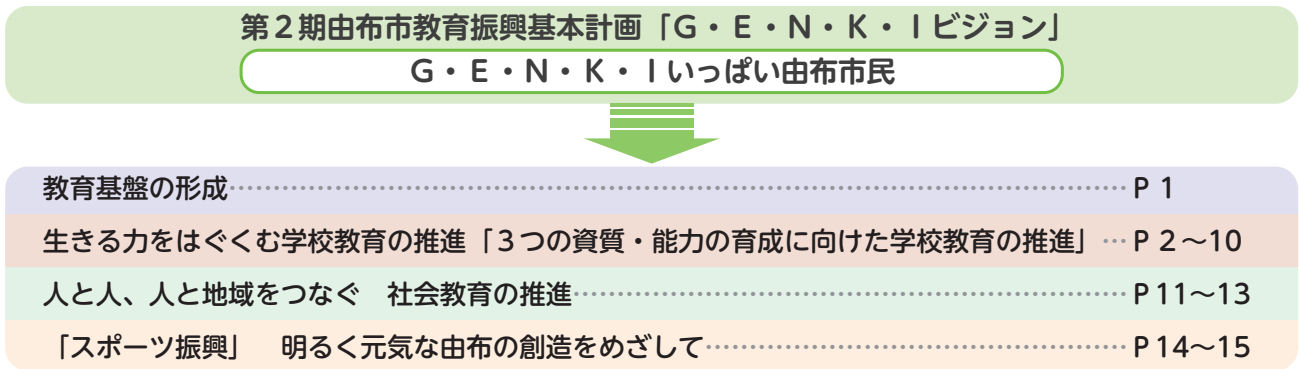 第２期由布市教育振興基本計画「Ｇ・Ｅ・Ｎ・Ｋ・Ｉビジョン」
Ｇ・Ｅ・Ｎ・Ｋ・Ｉいっぱい由布市民
教育基盤の形成……………………………………………………………………………………… P 1
生きる力をはぐくむ学校教育の推進「３つの資質・能力の育成に向けた学校教育の推進」… P 2～10
人と人、人と地域をつなぐ　社会教育の推進…………………………………………………… P 11～13
「スポーツ振興」　明るく元気な由布の創造をめざして……………………………………… P 14～15